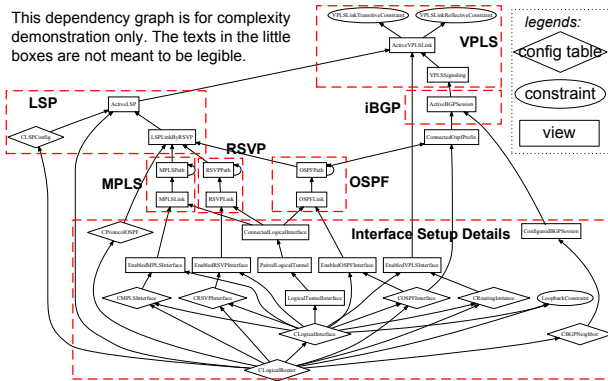 This dependency graph is for complexity
demonstration only. The texts in the little
boxes are not meant to be legible.
VPLSLinkTransitiveConstraint
VPLSLinkReflectiveConstraint
ActiveVPLSLink
VPLS
VPLSSignaling
legends:
config table
constraint
view
LSP
ActiveLSP
iBGP
ActiveBGPSession
CLSPConfig
LSPLinkByRSVP
ConnectedOspfPrefix
RSVP
MPLSPath
RSVPPath
OSPFPath
MPLS
OSPF
MPLSLink
RSVPLink
OSPFLink
CProtocolOSPF
ConnectedLogicalInterface
Interface Setup Details
ConfiguredBGPSession
EnabledMPLSInterface
EnabledRSVPInterface
PairedLogicalTunnel
EnabledOSPFInterface
EnabledVPLSInterface
CMPLSInterface
CRSVPInterface
LogicalTunnelInterface
COSPFInterface
CRoutingInstance
LoopbackConstraint
CLogicalInterface
CBGPNeighbor
CLogicalRouter